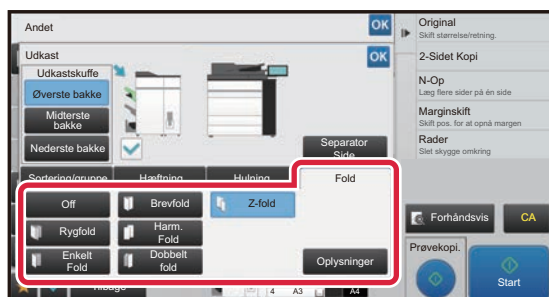 Andet
OK
Udkast
OK
Udkastskuffe
Øverste bakke
Midterste
bakke
Nederste bakke
Separator
Side
Sortering/gruppe
Hæftning
Hulning
Fold
Off
Brevfold
Z-fold
Rygfold
Harm.
Fold
Enkelt
Fold
Dobbelt
fold
Oplysninger
4 A3
A4
Original
Skift størrelse/retning.
2-Sidet Kopi
N-Op
Læg flere sider på én side
Marginskift
Skift pos. for at opnå margen
Rader
Slet skygge omkring
Forhåndsvis
CA
Prøvekopi.
Start